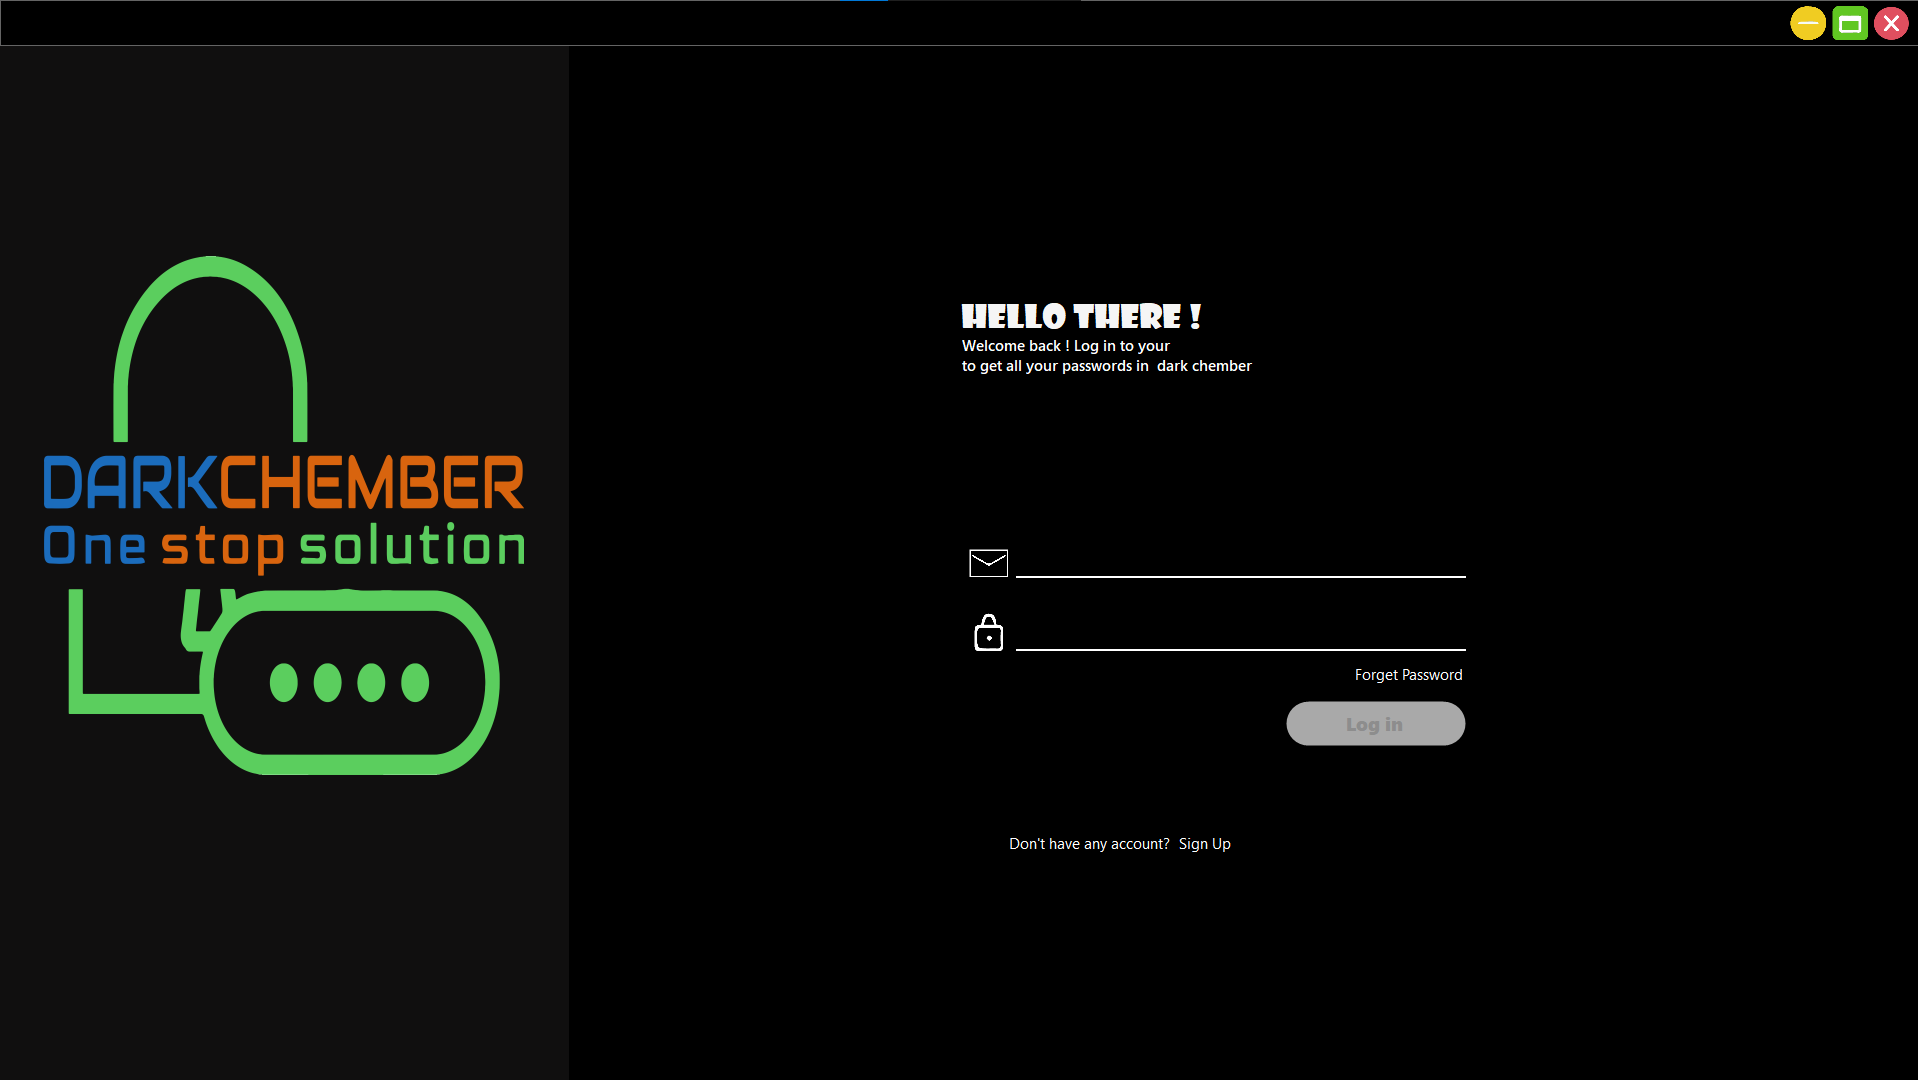 DARKCHEMBER
One stop solution
HELLO THERE !
Welcome back ! Log in to your
to get all your passwords in  dark chember
Forget Password
Log in
Don't have any account?  Sign Up